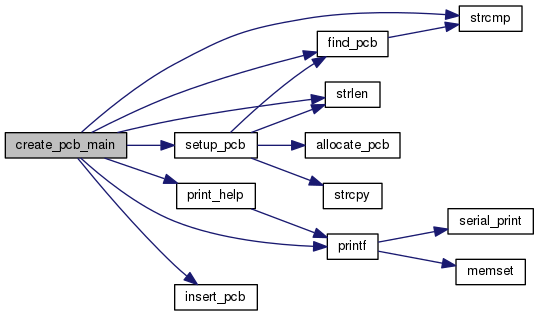 strcmp
find_pcb
strlen
create_pcb_main
setup_pcb
allocate_pcb
print_help
strcpy
serial_print
printf
memset
insert_pcb